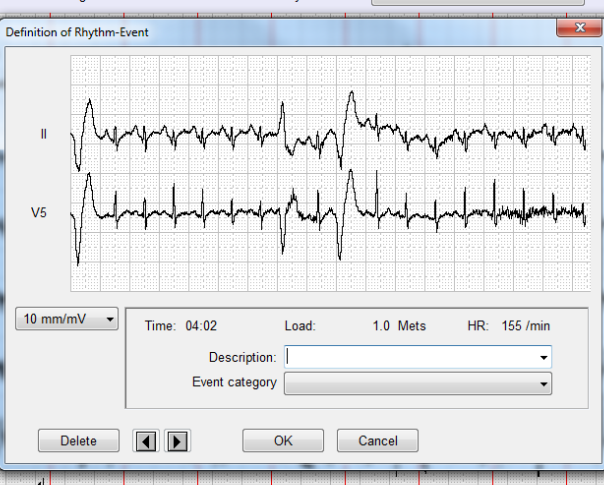 Definition of Rhythm-Event
II
V5
10 mm/mV
Time: 04:02 Load: 1.0 Mets HR: 155 /min
Description:
Event category
Delete OK Cancel